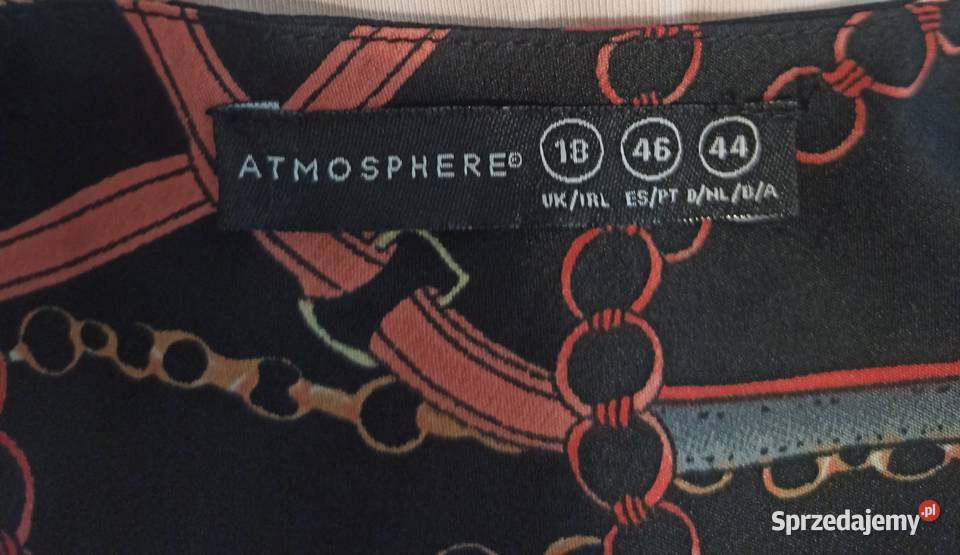 ATMOSPHERE©
18 46 44
UK/IRL ES/PT D/NL/B/A
Sprzedajemy.pl